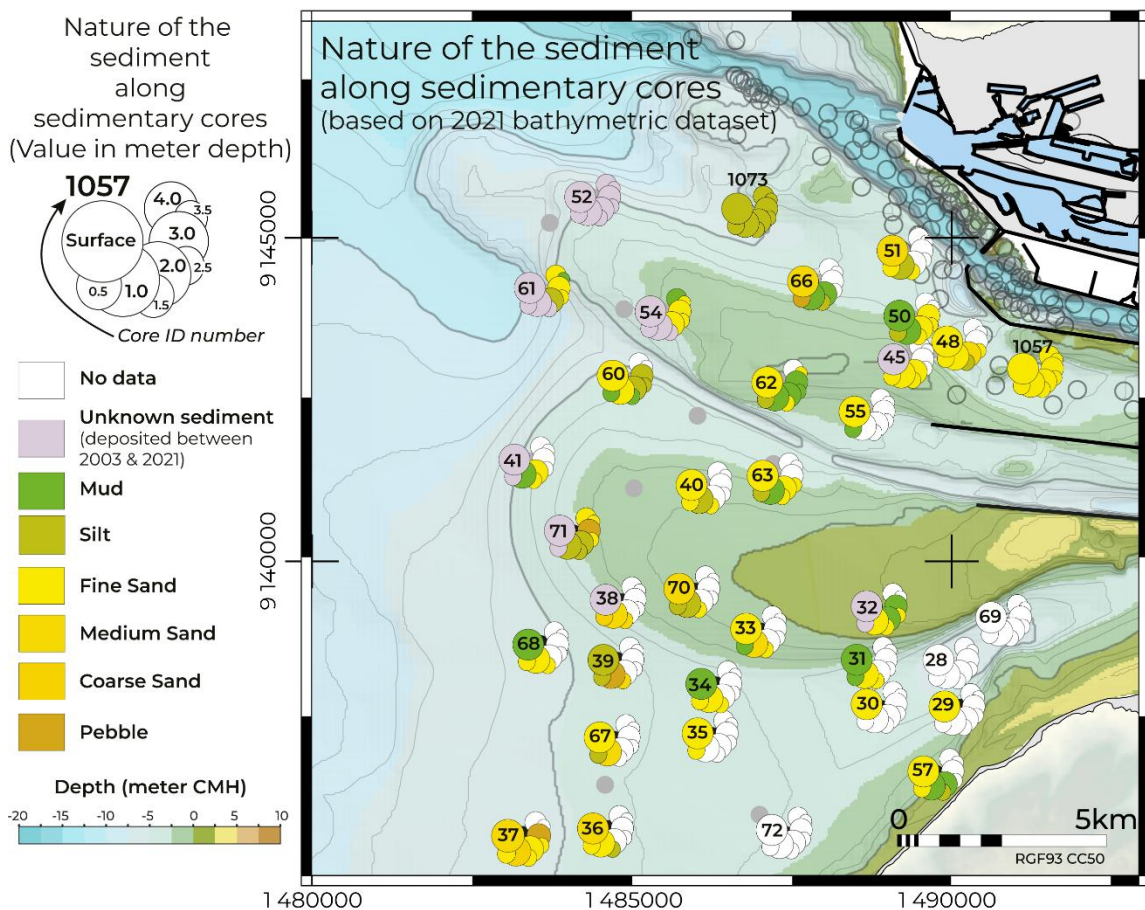 Nature of the
sediment
along
sedimentary cores
(Value in meter depth)
1057
4.0
3.5
Surface
3.0
2.0
2.5
0.5
1.0
1.5
Core ID number
No data
Unknown sediment
(deposited between
2003 & 2021)
Mud
Silt
Fine Sand
Medium Sand
Coarse Sand
Pebble
Depth (meter CMH)
-20 -15 -10 -5 0 5 10
Nature of the sediment
along sedimentary cores
(based on 2021 bathymetric dataset)
9 145000
9 140000
1073
52
51
66
61
54
50
48
1057
45
60
62
55
41
40
63
71
38
70
32
69
33
68
39
31
28
34
30
29
67
35
57
37
36
72
0 5km
RGF93 CC50
1 480000 1 485000 1 490000